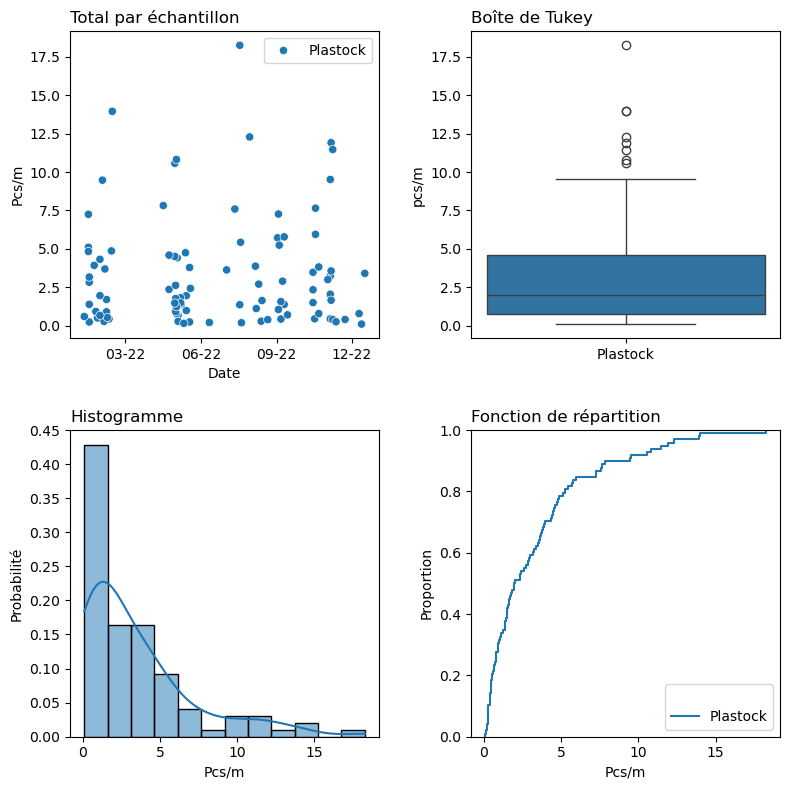 Total par échantillon
Plastock
17.5
15.0
12.5
10.0
7.5
5.0
2.5
0.0
Pcs/m
03-22 06-22 09-22 12-22
Date
Boîte de Tukey
17.5
15.0
12.5
10.0
7.5
5.0
2.5
0.0
pcs/m
Plastock
Histogramme
0.45
0.40
0.35
0.30
0.25
0.20
0.15
0.10
0.05
0.00
Probabilité
0 5 10 15
Pcs/m
Fonction de répartition
1.0
0.8
0.6
0.4
0.2
0.0
Proportion
Plastock
0 5 10 15
Pcs/m